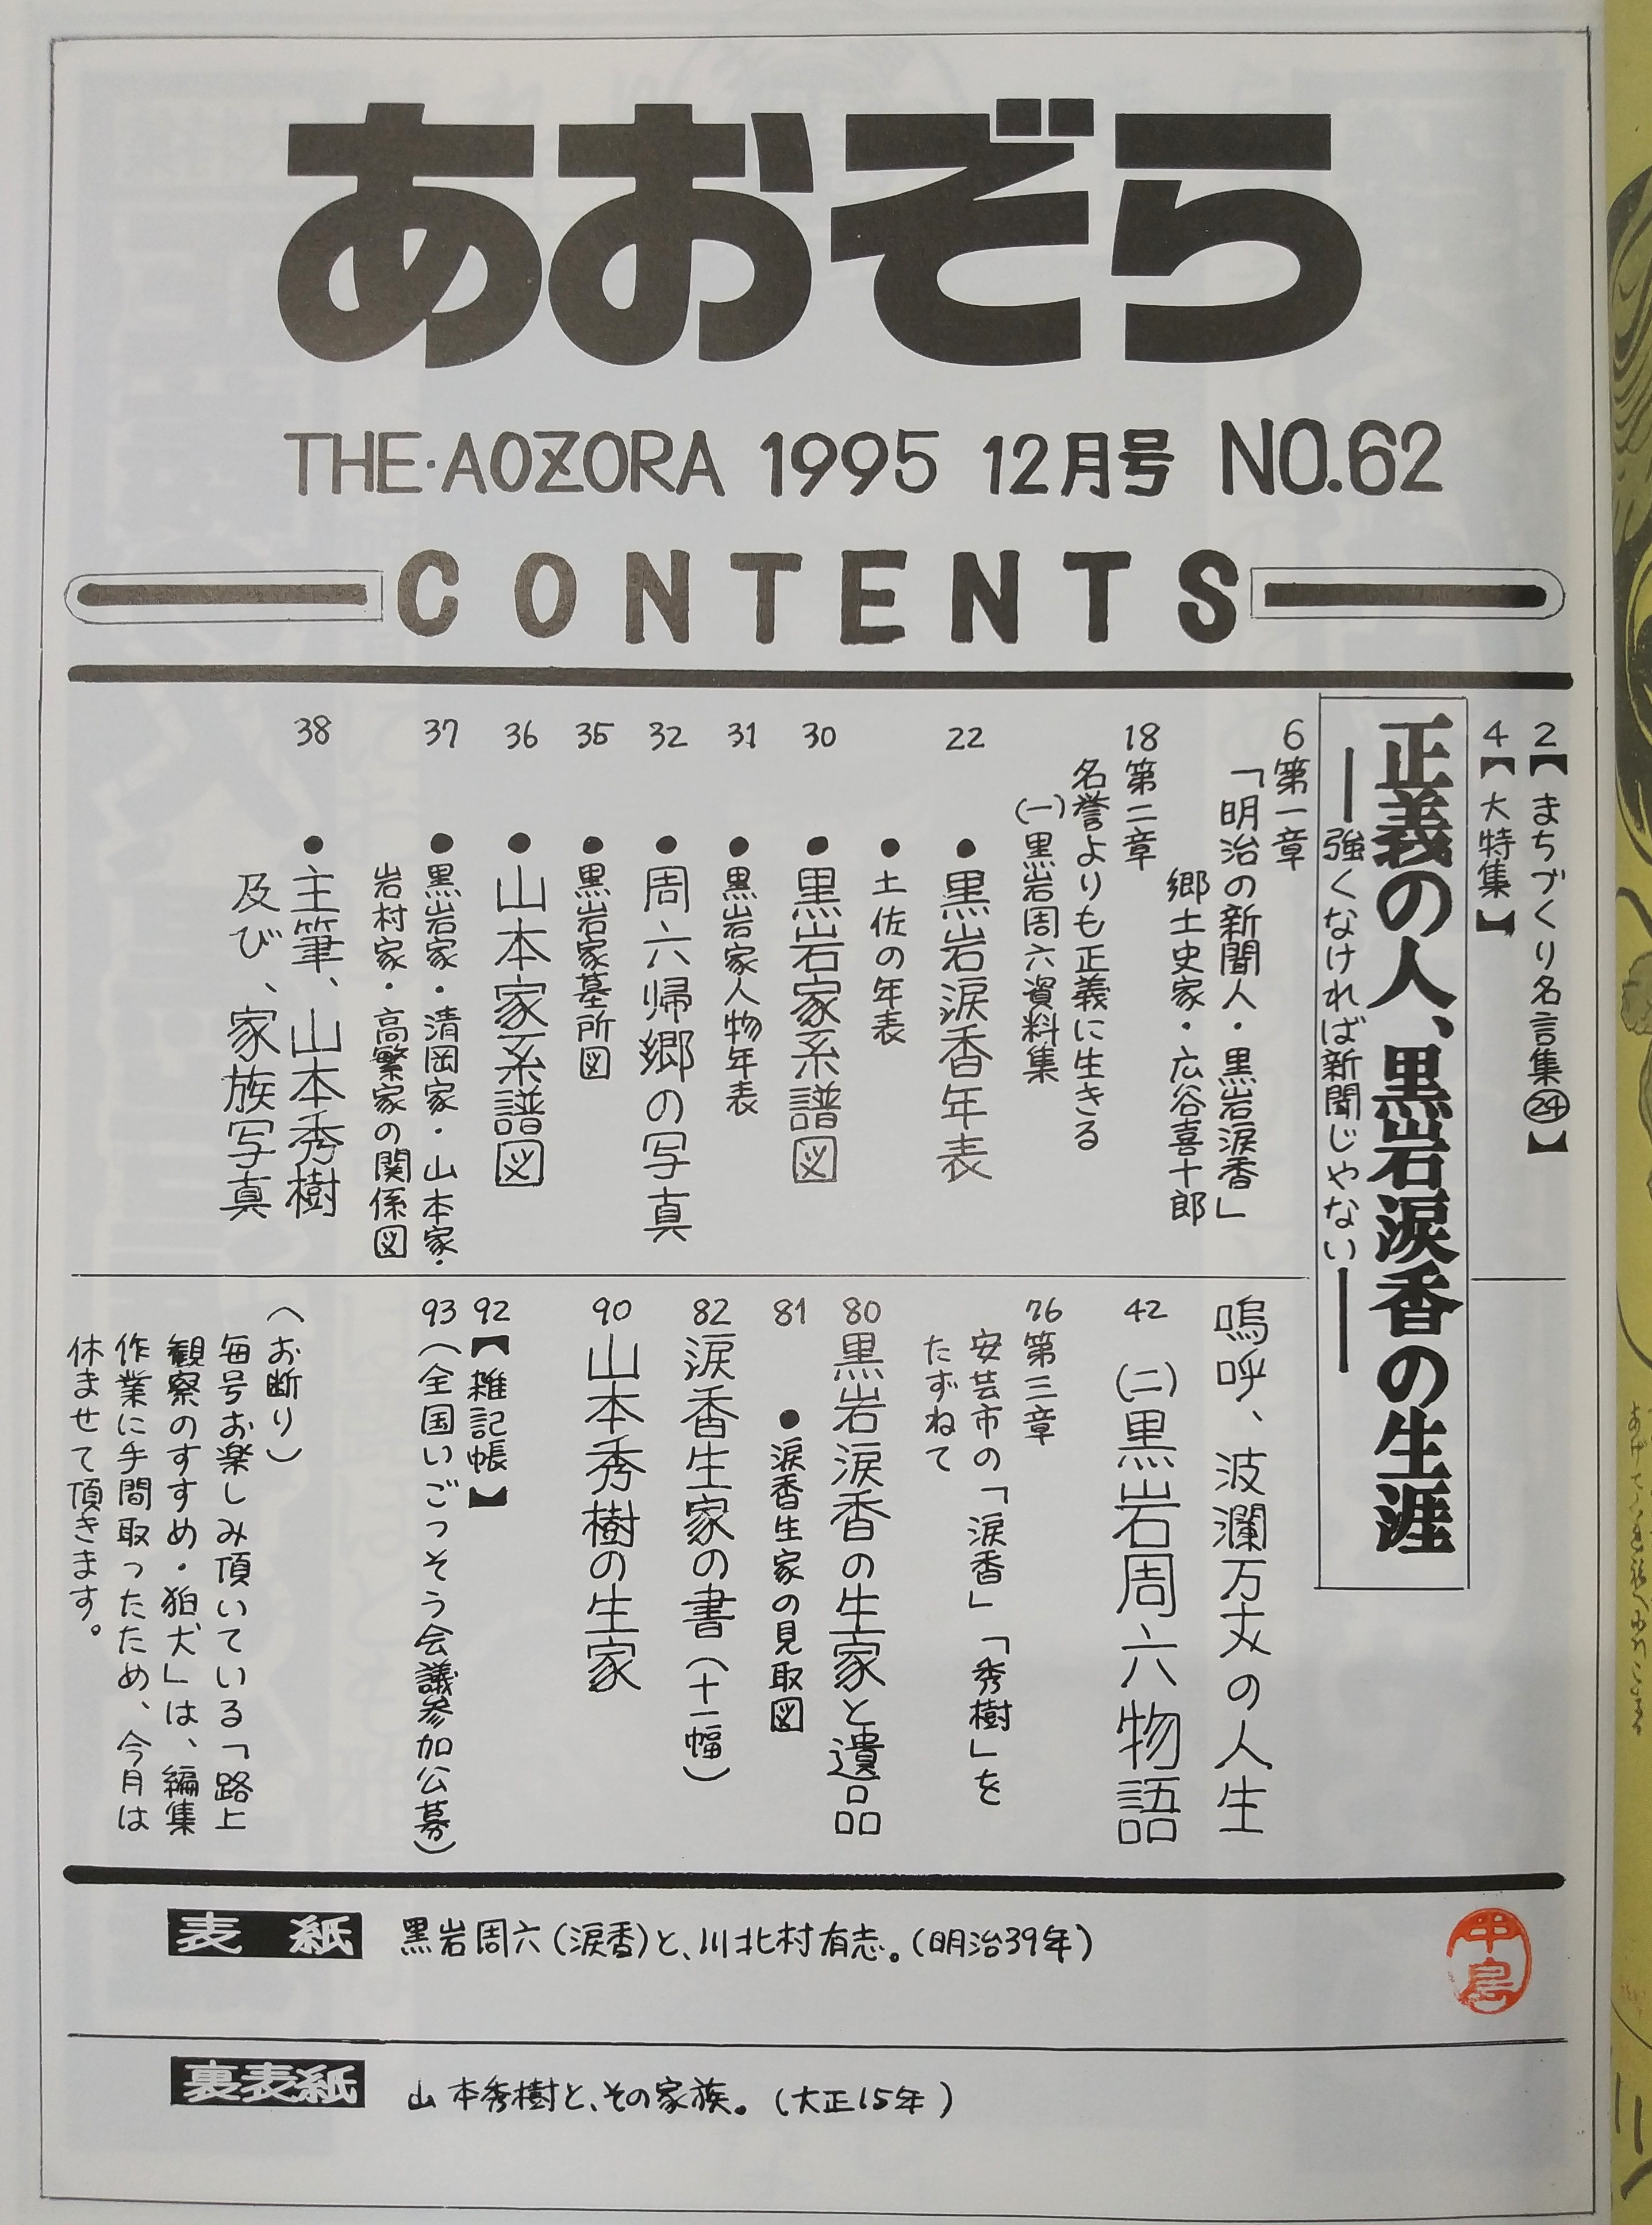 あおぞら
THE・AOZORA 1995 12月号 NO.62
CONTENTS
2【まちづくり名言集㉔】
4【大特集】
正義の人、黒岩涙香の生涯
――強くなければ新聞じゃない――
6第一章
「明治の新聞人・黒岩涙香」
郷土史家・広谷喜十郎
18第二章
名誉よりも正義に生きる
(一)黒岩周六資料集
22 ●黒岩涙香年表
●土佐の年表
30 ●黒岩家系譜図
31 ●黒岩家人物年表
32 ●周六帰郷の写真
35 ●黒岩家墓所図
36 ●山本家系譜図
37 ●黒岩家・清岡家・山本家・
岩村家・高繁家の関係図
38 ●主筆、山本秀樹
及び、家族写真
嗚呼、波瀾万丈の人生
42 (二)黒岩周六物語
76第三章
安芸市の「涙香」「秀樹」を
たずねて
80黒岩涙香の生家と遺品
81 ●涙香生家の見取図
82涙香生家の書(十一幅)
90山本秀樹の生家
92【雑記帳】
93(全国いごっそう会議参加公募)
〈お断り〉
毎号お楽しみ頂いている「路上
観察のすすめ・狛犬」は、編集
作業に手間取ったため、今月は
休ませて頂きます。
表紙 黒岩周六(涙香)と、川北村有志。(明治39年)
中島
裏表紙 山本秀樹と、その家族。(大正15年)